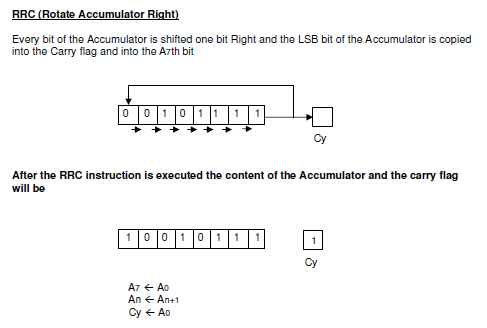 RRC (Rotate Accumulator Right)
Every bit of the Accumulator is shifted one bit Right and the LSB bit of the Accumulator is copied
into the Carry flag and into the A7th bit
0 0 1 0 1 1 1 1
Cy
After the RRC instruction is executed the content of the Accumulator and the carry flag
will be
1 0 0 1 0 1 1 1 1
Cy
A7 ← A0
An ← An+1
Cy ← A0